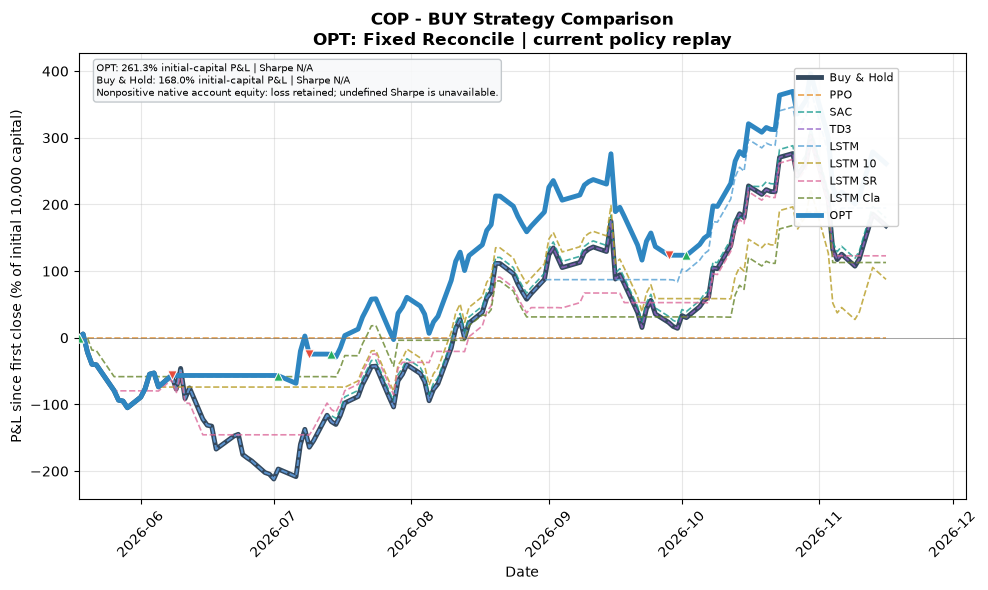 COP - BUY Strategy Comparison
OPT: Fixed Reconcile | current policy replay
OPT: 261.3% initial-capital P&L | Sharpe N/A
Buy & Hold: 168.0% initial-capital P&L | Sharpe N/A
Nonpositive native account equity: loss retained; undefined Sharpe is unavailable.
Buy & Hold
PPO
SAC
TD3
LSTM
LSTM 10
LSTM SR
LSTM Cla
OPT
P&L since first close (% of initial 10,000 capital)
400
300
200
100
0
−100
−200
2026-06
2026-07
2026-08
2026-09
2026-10
2026-11
2026-12
Date